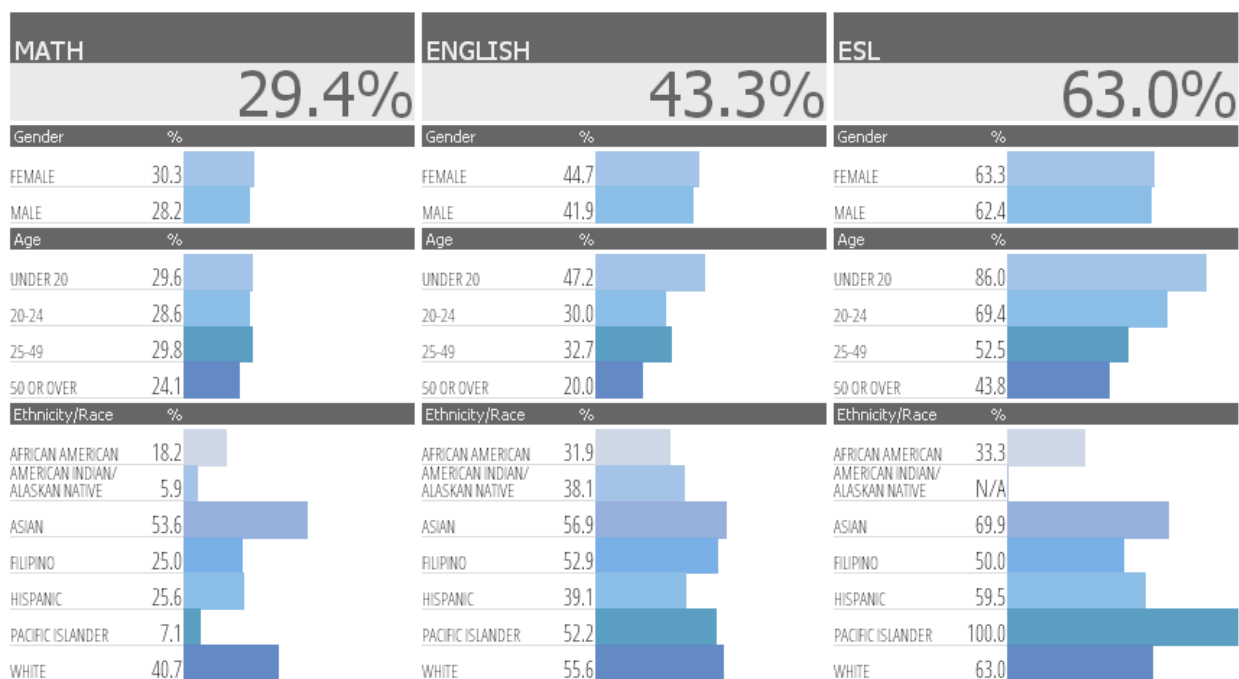 MATH
29.4%
Gender %
FEMALE 30.3
MALE 28.2
Age %
UNDER 20 29.6
20-24 28.6
25-49 29.8
50 OR OVER 24.1
Ethnicity/Race %
AFRICAN AMERICAN 18.2
AMERICAN INDIAN/
ALASKAN NATIVE 5.9
ASIAN 53.6
FILIPINO 25.0
HISPANIC 25.6
PACIFIC ISLANDER 7.1
WHITE 40.7
ENGLISH
43.3%
Gender %
FEMALE 44.7
MALE 41.9
Age %
UNDER 20 47.2
20-24 30.0
25-49 32.7
50 OR OVER 20.0
Ethnicity/Race %
AFRICAN AMERICAN 31.9
AMERICAN INDIAN/
ALASKAN NATIVE 38.1
ASIAN 56.9
FILIPINO 52.9
HISPANIC 39.1
PACIFIC ISLANDER 52.2
WHITE 55.6
ESL
63.0%
Gender %
FEMALE 63.3
MALE 62.4
Age %
UNDER 20 86.0
20-24 69.4
25-49 52.5
50 OR OVER 43.8
Ethnicity/Race %
AFRICAN AMERICAN 33.3
AMERICAN INDIAN/
ALASKAN NATIVE N/A
ASIAN 69.9
FILIPINO 50.0
HISPANIC 59.5
PACIFIC ISLANDER 100.0
WHITE 63.0